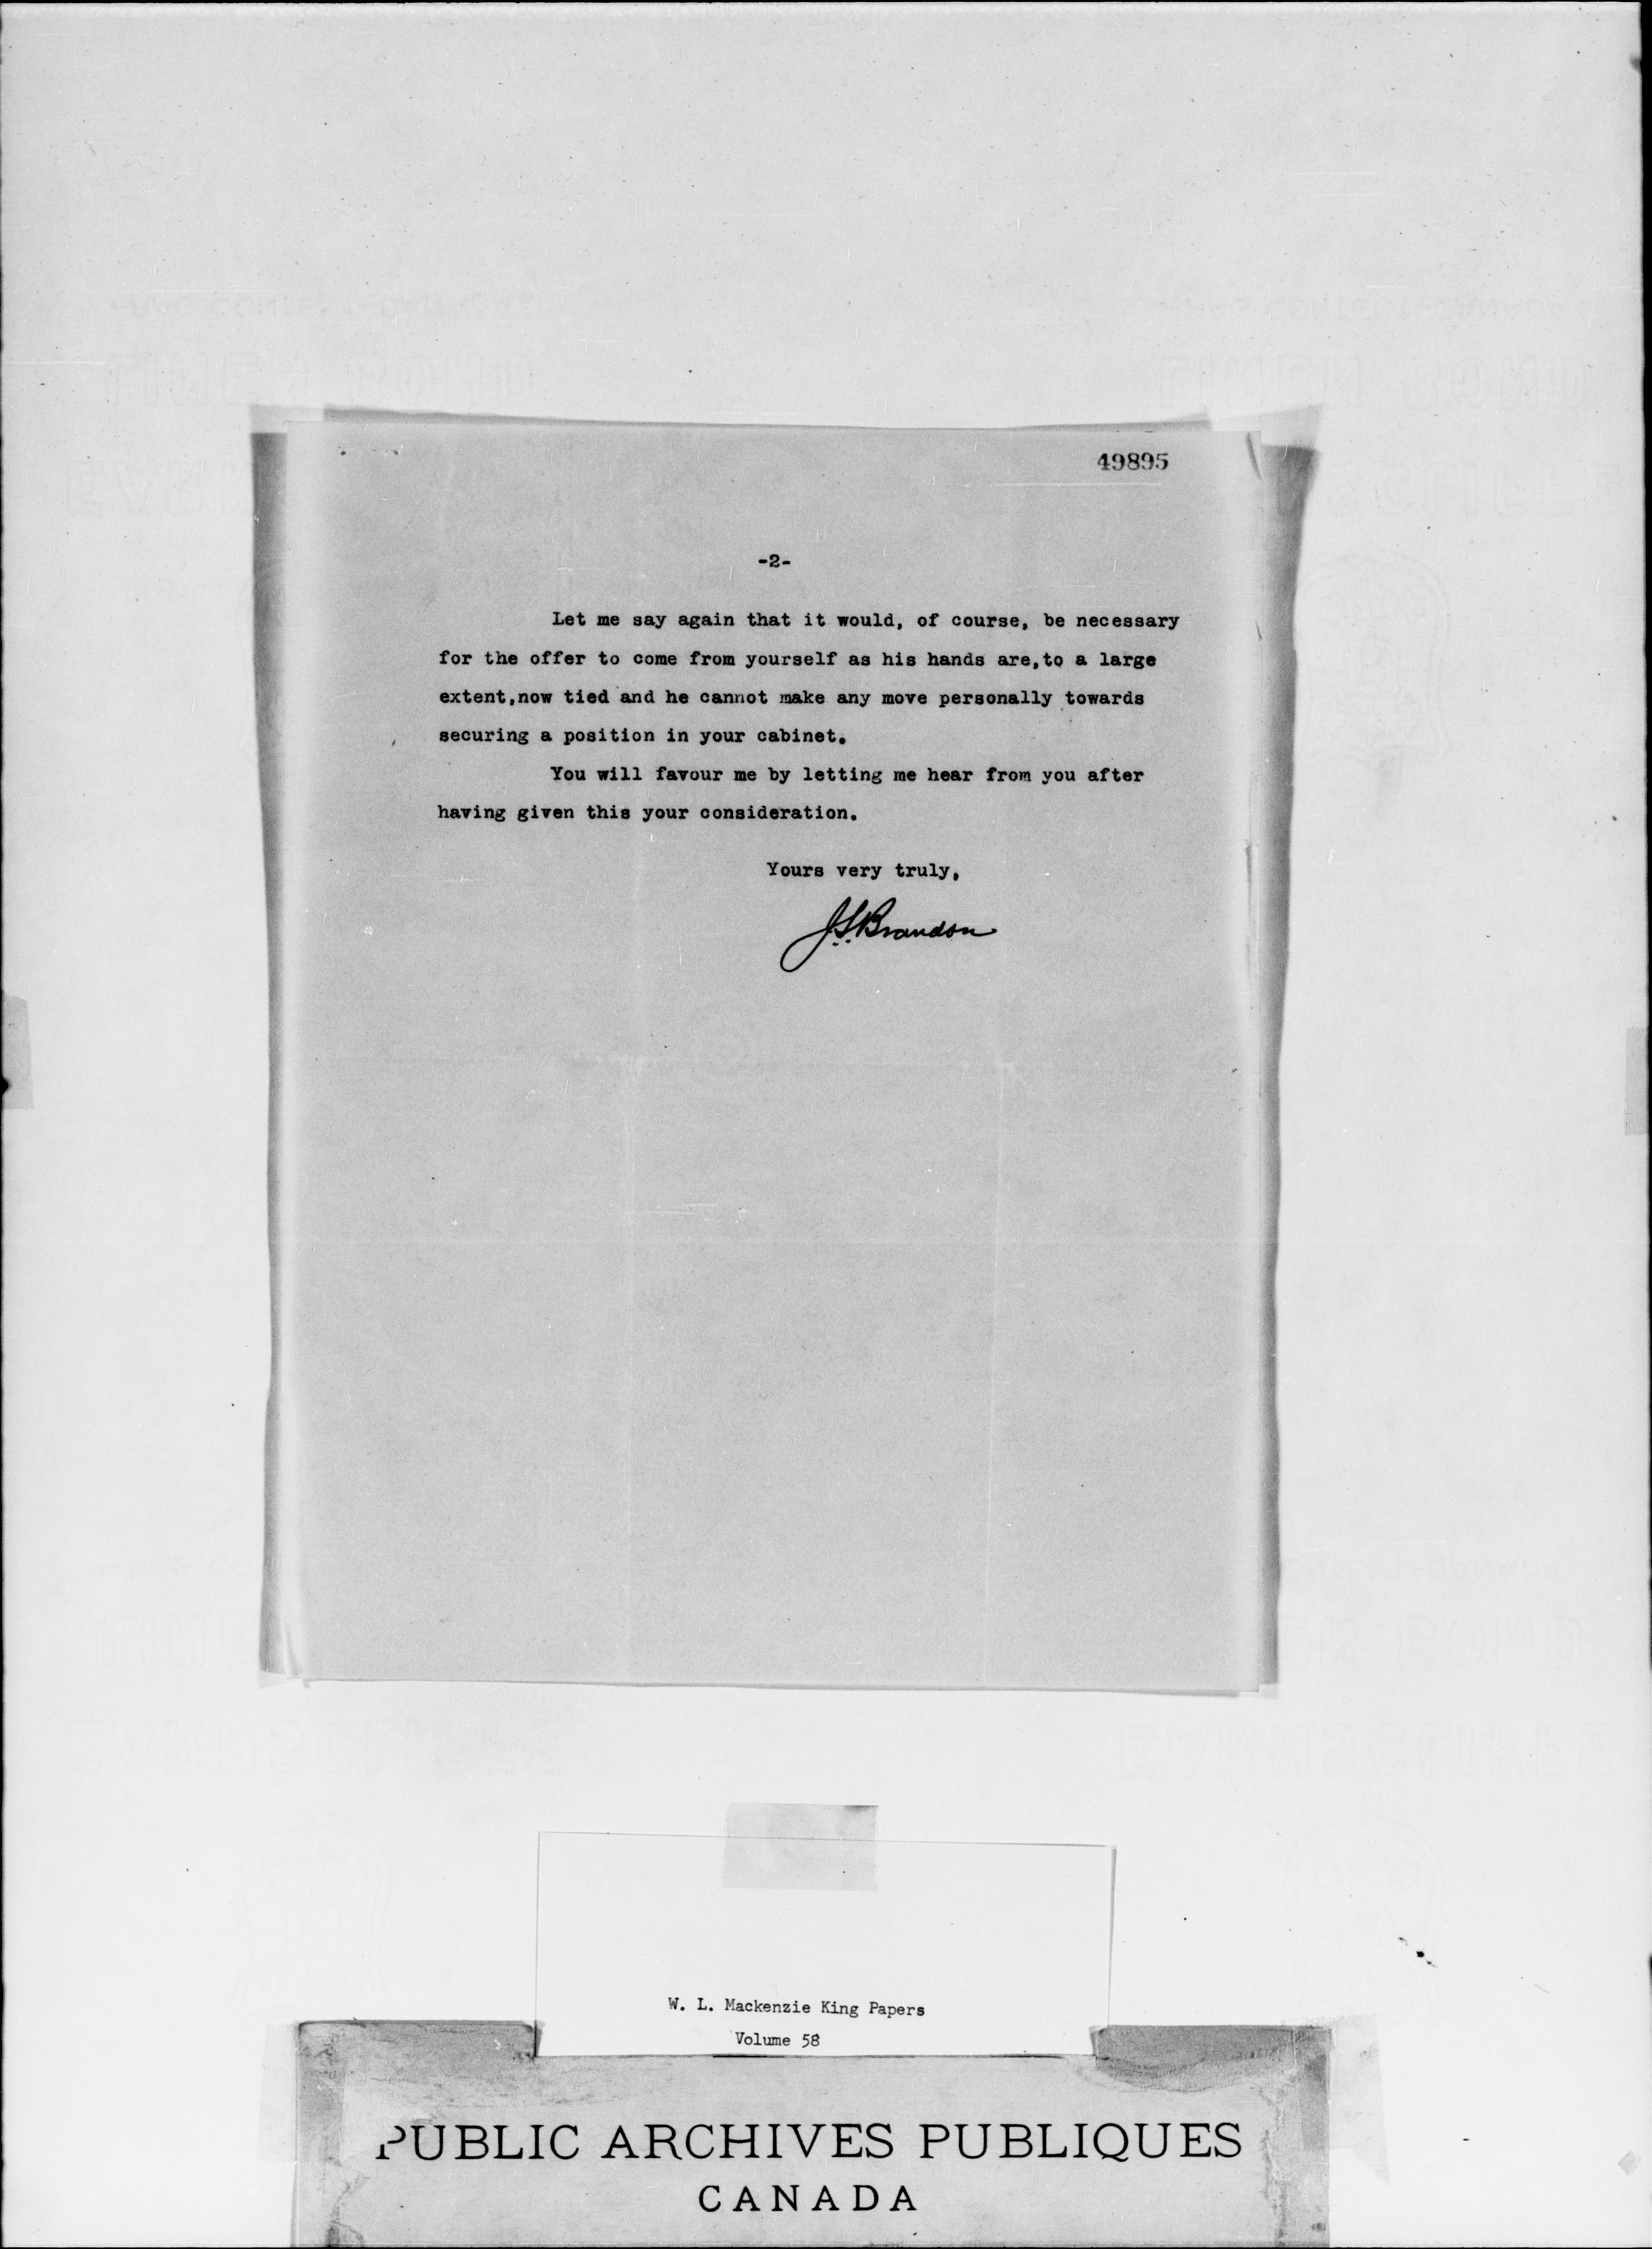 49895
-2-
Let me say again that it would, of course, be necessary
for the offer to come from yourself as his hands are,to a large
extent,now tied and he cannot make any move personally towards
securing a position in your cabinet.
You will favour me by letting me hear from you after
having given this your consideration.
Yours very truly,
J.S.Brandon
W. L. Mackenzie King Papers
Volume 58
PUBLIC ARCHIVES PUBLIQUES
CANADA